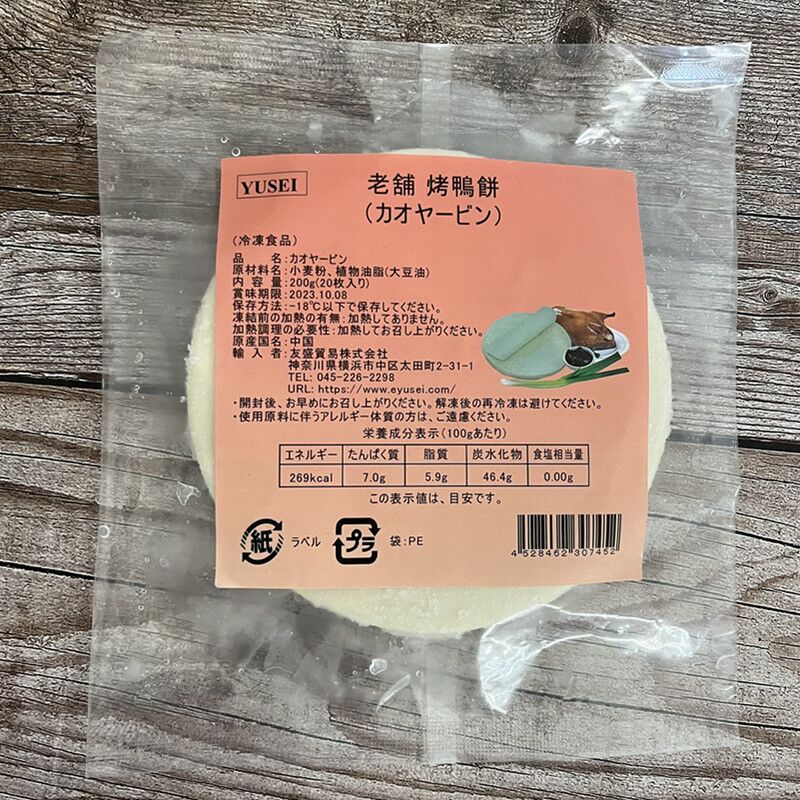 YUSEI
老舗 烤鴨餅
(カオヤービン)
(冷凍食品)
品 名:カオヤービン
原材料名:小麦粉、植物油脂(大豆油)
内 容 量:200g(20枚入り)
賞味期限:2023.10.08
保存方法:-18℃以下で保存してください。
凍結前の加熱の有無:加熱してありません。
加熱調理の必要性:加熱してお召し上がりください。
原産国名:中国
輸 入 者:友盛貿易株式会社
神奈川県横浜市中区太田町2-31-1
TEL: 045-226-2298
URL: https://www.eyusei.com/
・開封後、お早めにお召し上がりください。解凍後の再冷凍は避けてください。
・使用原料に伴うアレルギー体質の方は、ご遠慮ください。
栄養成分表示(100gあたり)
エネルギー たんぱく質 脂質 炭水化物 食塩相当量
269kcal 7.0g 5.9g 46.4g 0.00g
この表示値は、目安です。
紙 ラベル プラ 袋:PE
4 528462 307452